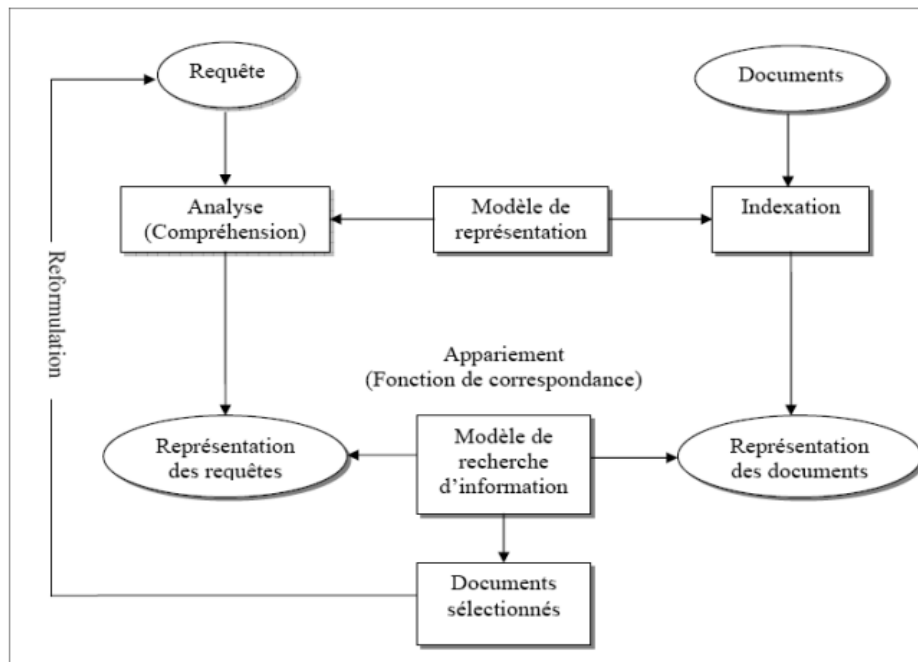 Requête
Documents
Analyse
(Compréhension)
Modèle de
représentation
Indexation
Reformulation
Appariement
(Fonction de correspondance)
Représentation
des requêtes
Modèle de
recherche
d'information
Représentation
des documents
Documents
sélectionnés